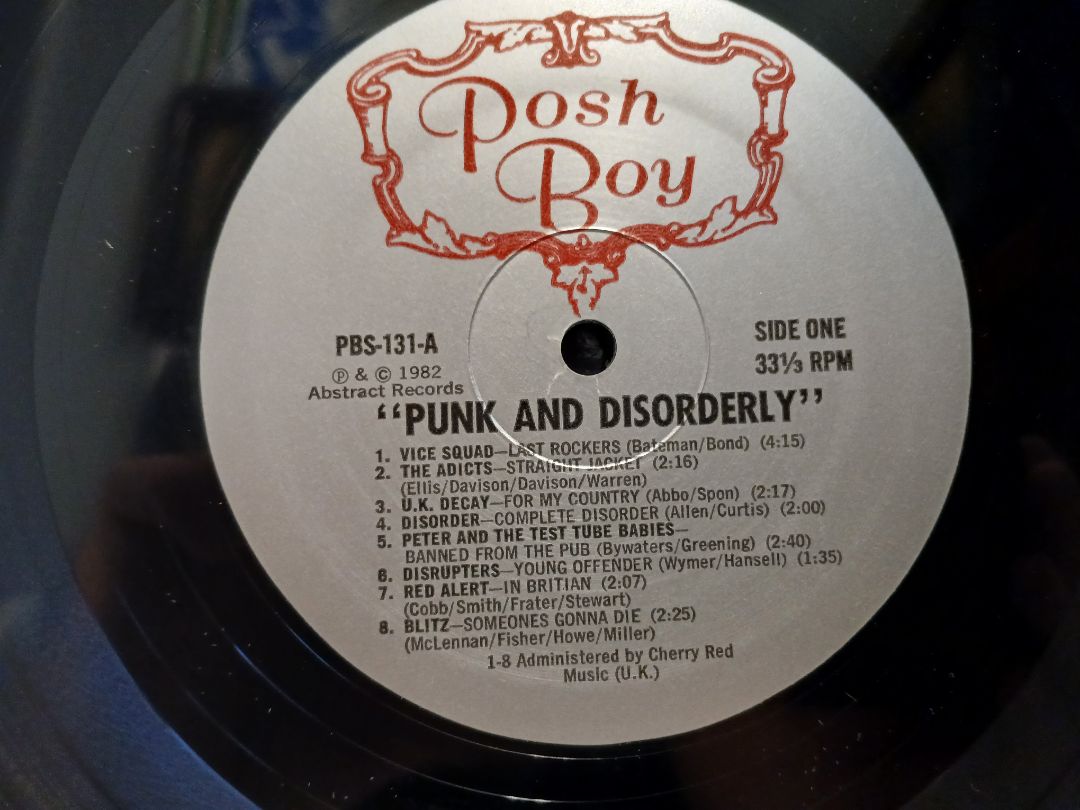 Posh
Boy
PBS-131-A
SIDE ONE
℗ & © 1982
33⅓ RPM
Abstract Records
“PUNK AND DISORDERLY”
1. VICE SQUAD—LAST ROCKERS (Bateman/Bond) (4:15)
2. THE ADICTS—STRAIGHT JACKET (2:16)
(Ellis/Davison/Davison/Warren)
3. U.K. DECAY—FOR MY COUNTRY (Abbo/Spon) (2:17)
4. DISORDER—COMPLETE DISORDER (Allen/Curtis) (2:00)
5. PETER AND THE TEST TUBE BABIES—
BANNED FROM THE PUB (Bywaters/Greening) (2:40)
6. DISRUPTERS—YOUNG OFFENDER (Wymer/Hansell) (1:35)
7. RED ALERT—IN BRITIAN (2:07)
(Cobb/Smith/Frater/Stewart)
8. BLITZ—SOMEONES GONNA DIE (2:25)
(McLennan/Fisher/Howe/Miller)
1-8 Administered by Cherry Red
Music (U.K.)